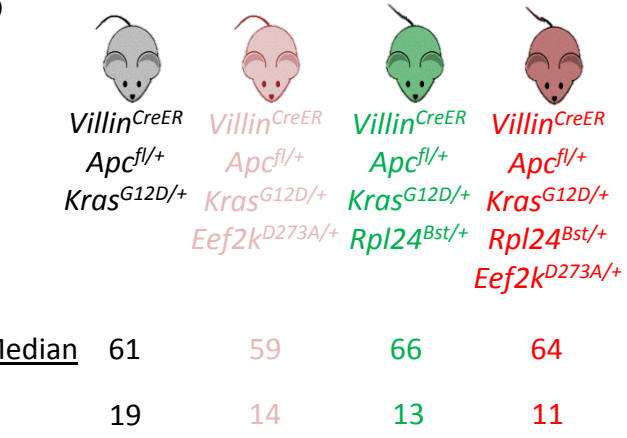 Villin^CreER Villin^CreER Villin^CreER Villin^CreER
Apc^fl/+ Apc^fl/+ Apc^fl/+ Apc^fl/+
Kras^G12D/+ Kras^G12D/+ Kras^G12D/+ Kras^G12D/+
Eef2k^D273A/+ Rpl24^Bst/+ Rpl24^Bst/+
Eef2k^D273A/+
Median 61 59 66 64
19 14 13 11